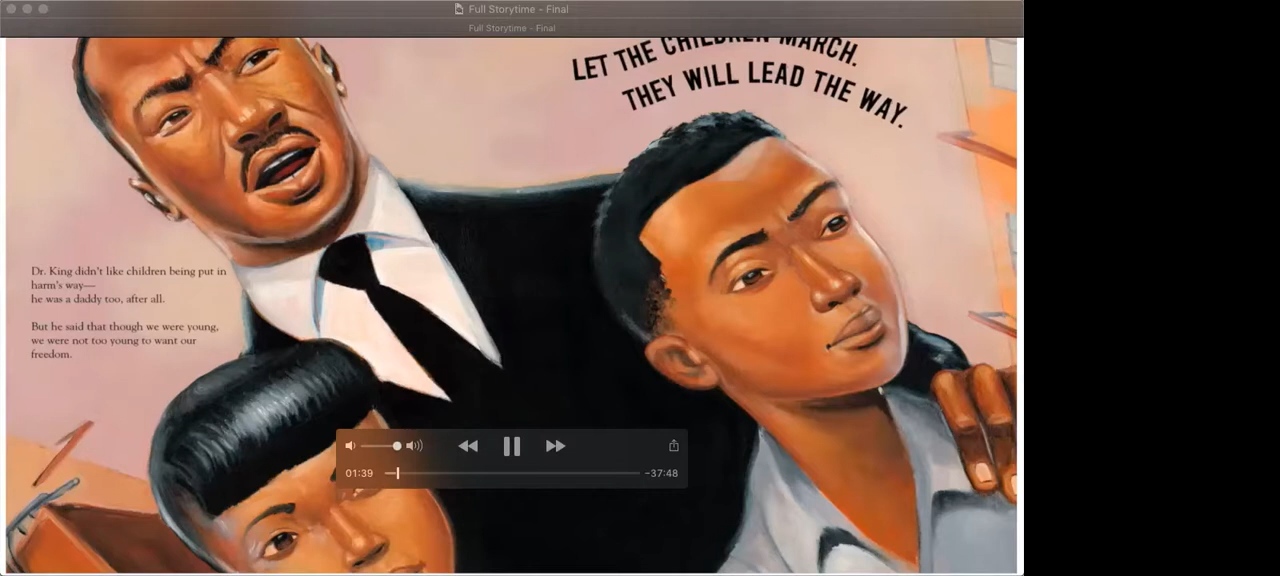 Full Storytime - Final
Full Storytime - Final
LET THE CHILDREN MARCH.
THEY WILL LEAD THE WAY.
Dr. King didn't like children being put in
harm's way—
he was a daddy too, after all.
But he said that though we were young,
we were not too young to want our
freedom.
01:39
-37:48